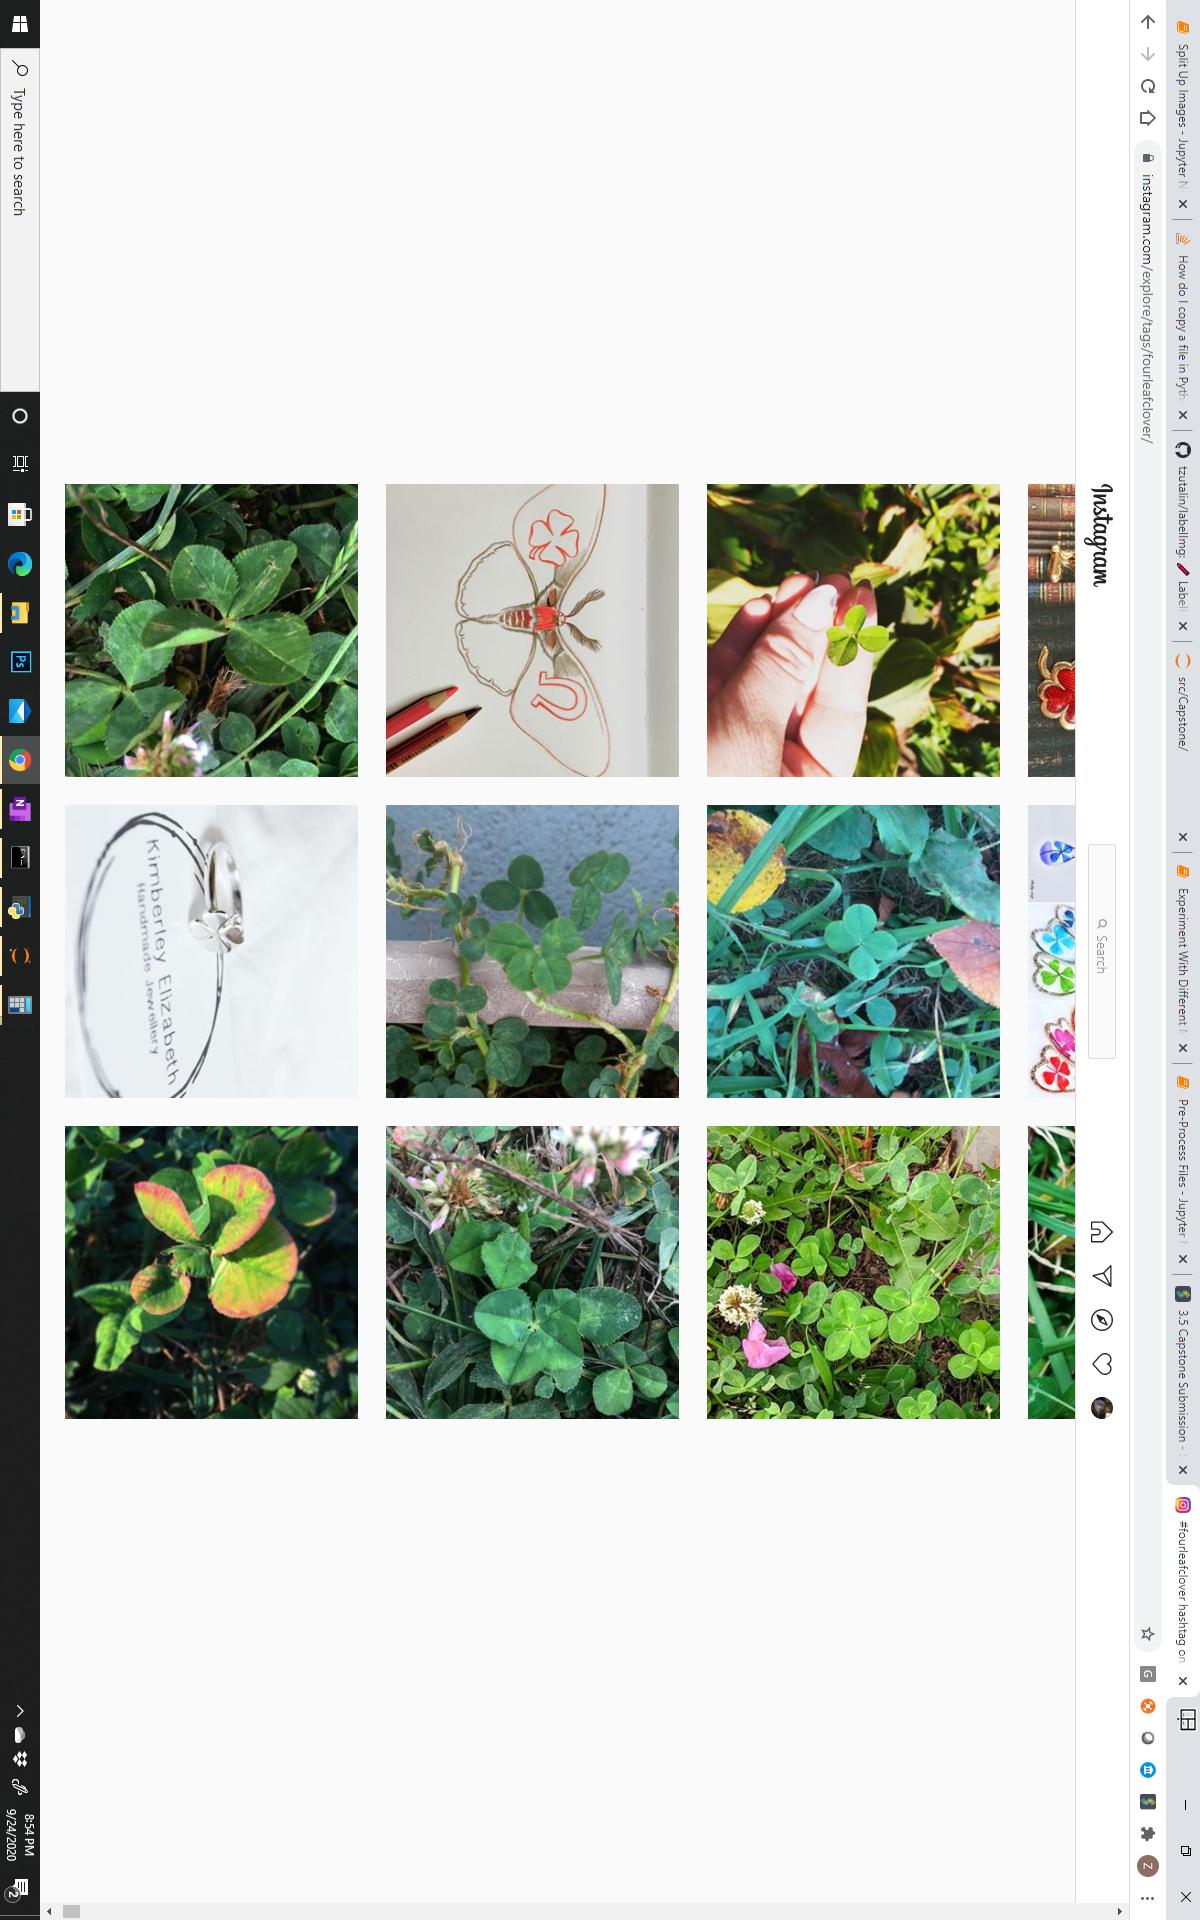 Split Up Images - Jupyter N
How do I copy a file in Pyth
tzutalin/labelImg: Label
src/Capstone/
Experiment With Different
Pre-Process Files - Jupyter
3.5 Capstone Submission -
#fourleafclover hashtag on
instagram.com/explore/tags/fourleafclover/
G
Z
Instagram
Search
Kimberley Elizabeth
Handmade Jewellery
Type here to search
Ps
N
8:54 PM
9/24/2020
2